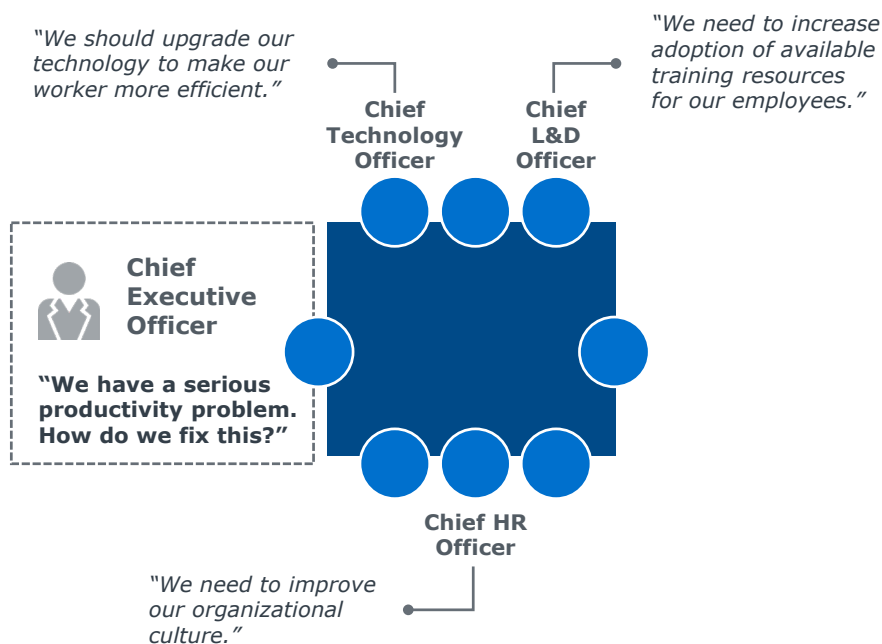 “We should upgrade our
technology to make our
worker more efficient.”
“We need to increase
adoption of available
training resources
for our employees.”
Chief
Technology
Officer
Chief
L&D
Officer
Chief
Executive
Officer
“We have a serious
productivity problem.
How do we fix this?”
Chief HR
Officer
“We need to improve
our organizational
culture.”